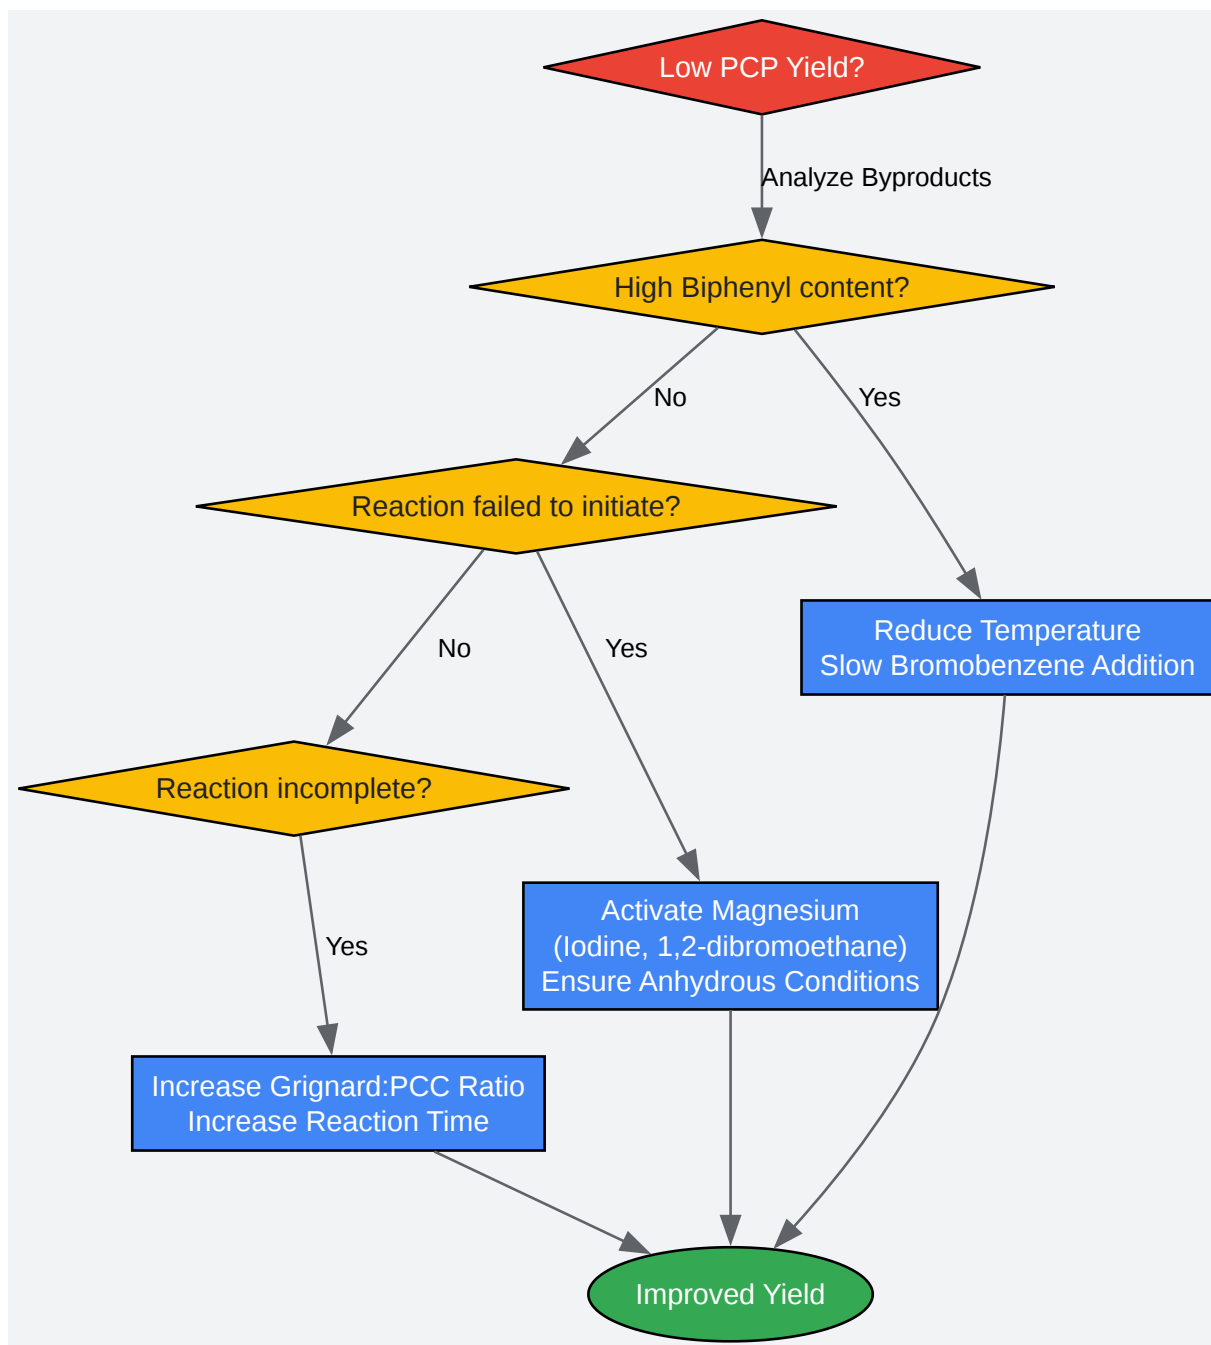 Low PCP Yield?
Analyze Byproducts
High Biphenyl content?
No
Yes
Reaction failed to initiate?
Reduce Temperature
Slow Bromobenzene Addition
No
Yes
Reaction incomplete?
Activate Magnesium
(Iodine, 1,2-dibromoethane)
Ensure Anhydrous Conditions
Yes
Increase Grignard:PCC Ratio
Increase Reaction Time
Improved Yield